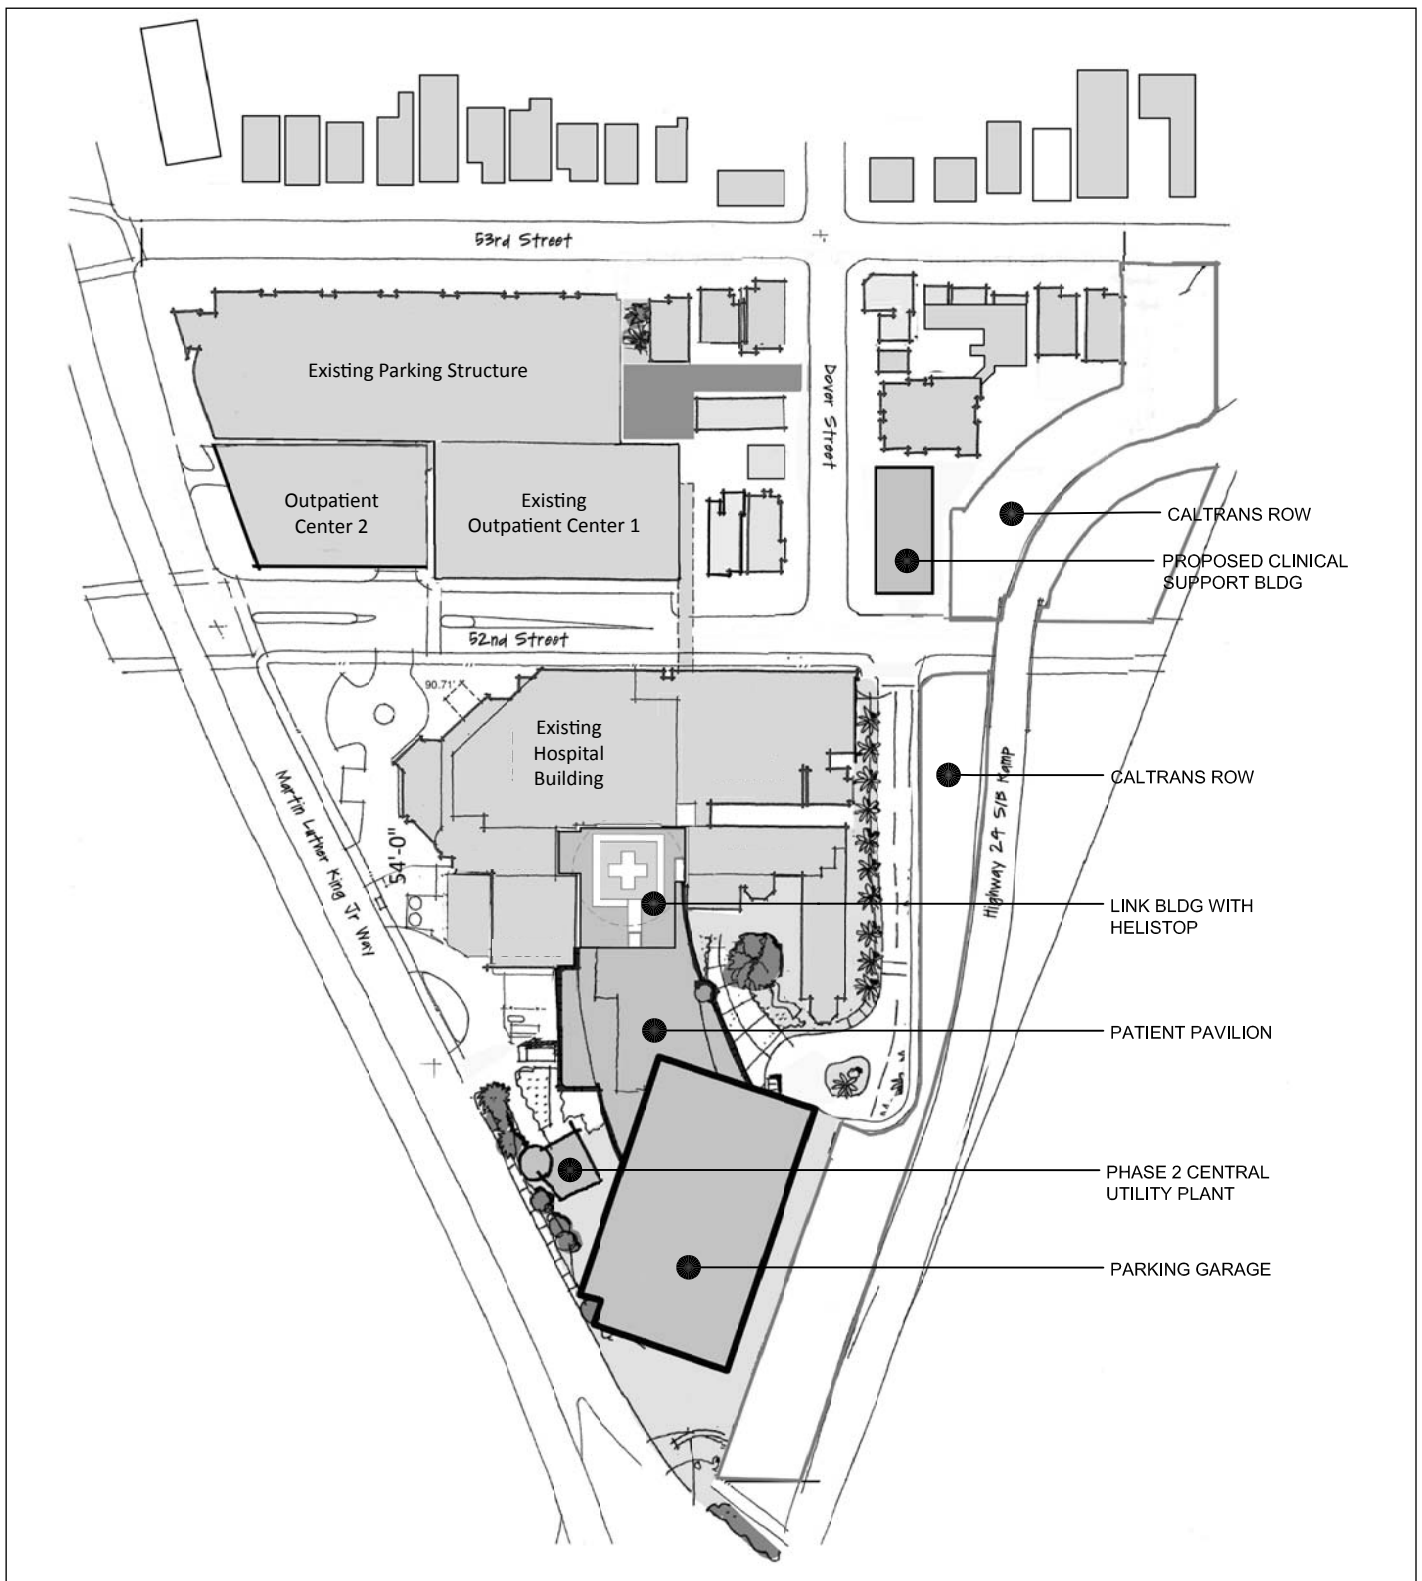 53rd Street
Existing Parking Structure
Dover Street
Outpatient
Center 2
Existing
Outpatient Center 1
CALTRANS ROW
PROPOSED CLINICAL
SUPPORT BLDG
52nd Street
90.71'
Existing
Hospital
Building
CALTRANS ROW
Martin Luther King Jr Way
54'-0"
Highway 24 S/B Ramp
LINK BLDG WITH
HELISTOP
PATIENT PAVILION
PHASE 2 CENTRAL
UTILITY PLANT
PARKING GARAGE